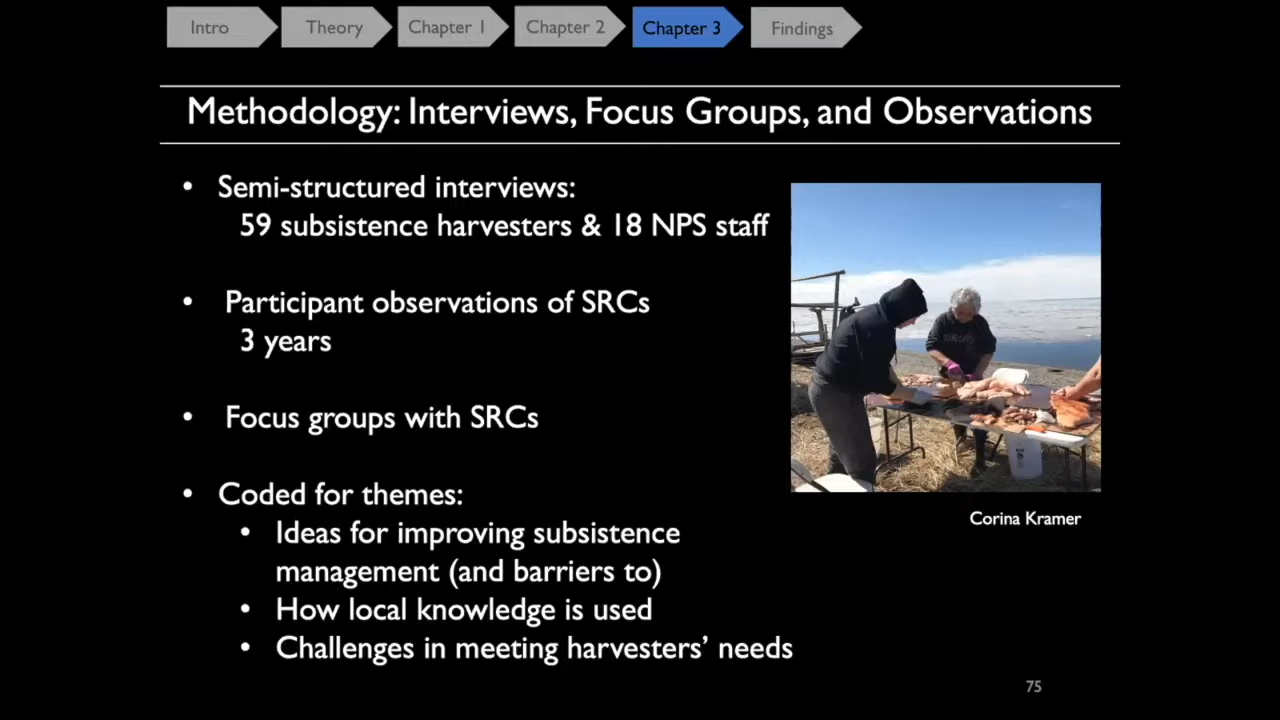 Intro
Theory
Chapter 1
Chapter 2
Chapter 3
Findings
Methodology: Interviews, Focus Groups, and Observations
• Semi-structured interviews:
59 subsistence harvesters & 18 NPS staff
• Participant observations of SRCs
3 years
• Focus groups with SRCs
• Coded for themes:
• Ideas for improving subsistence
management (and barriers to)
• How local knowledge is used
• Challenges in meeting harvesters' needs
Corina Kramer
75